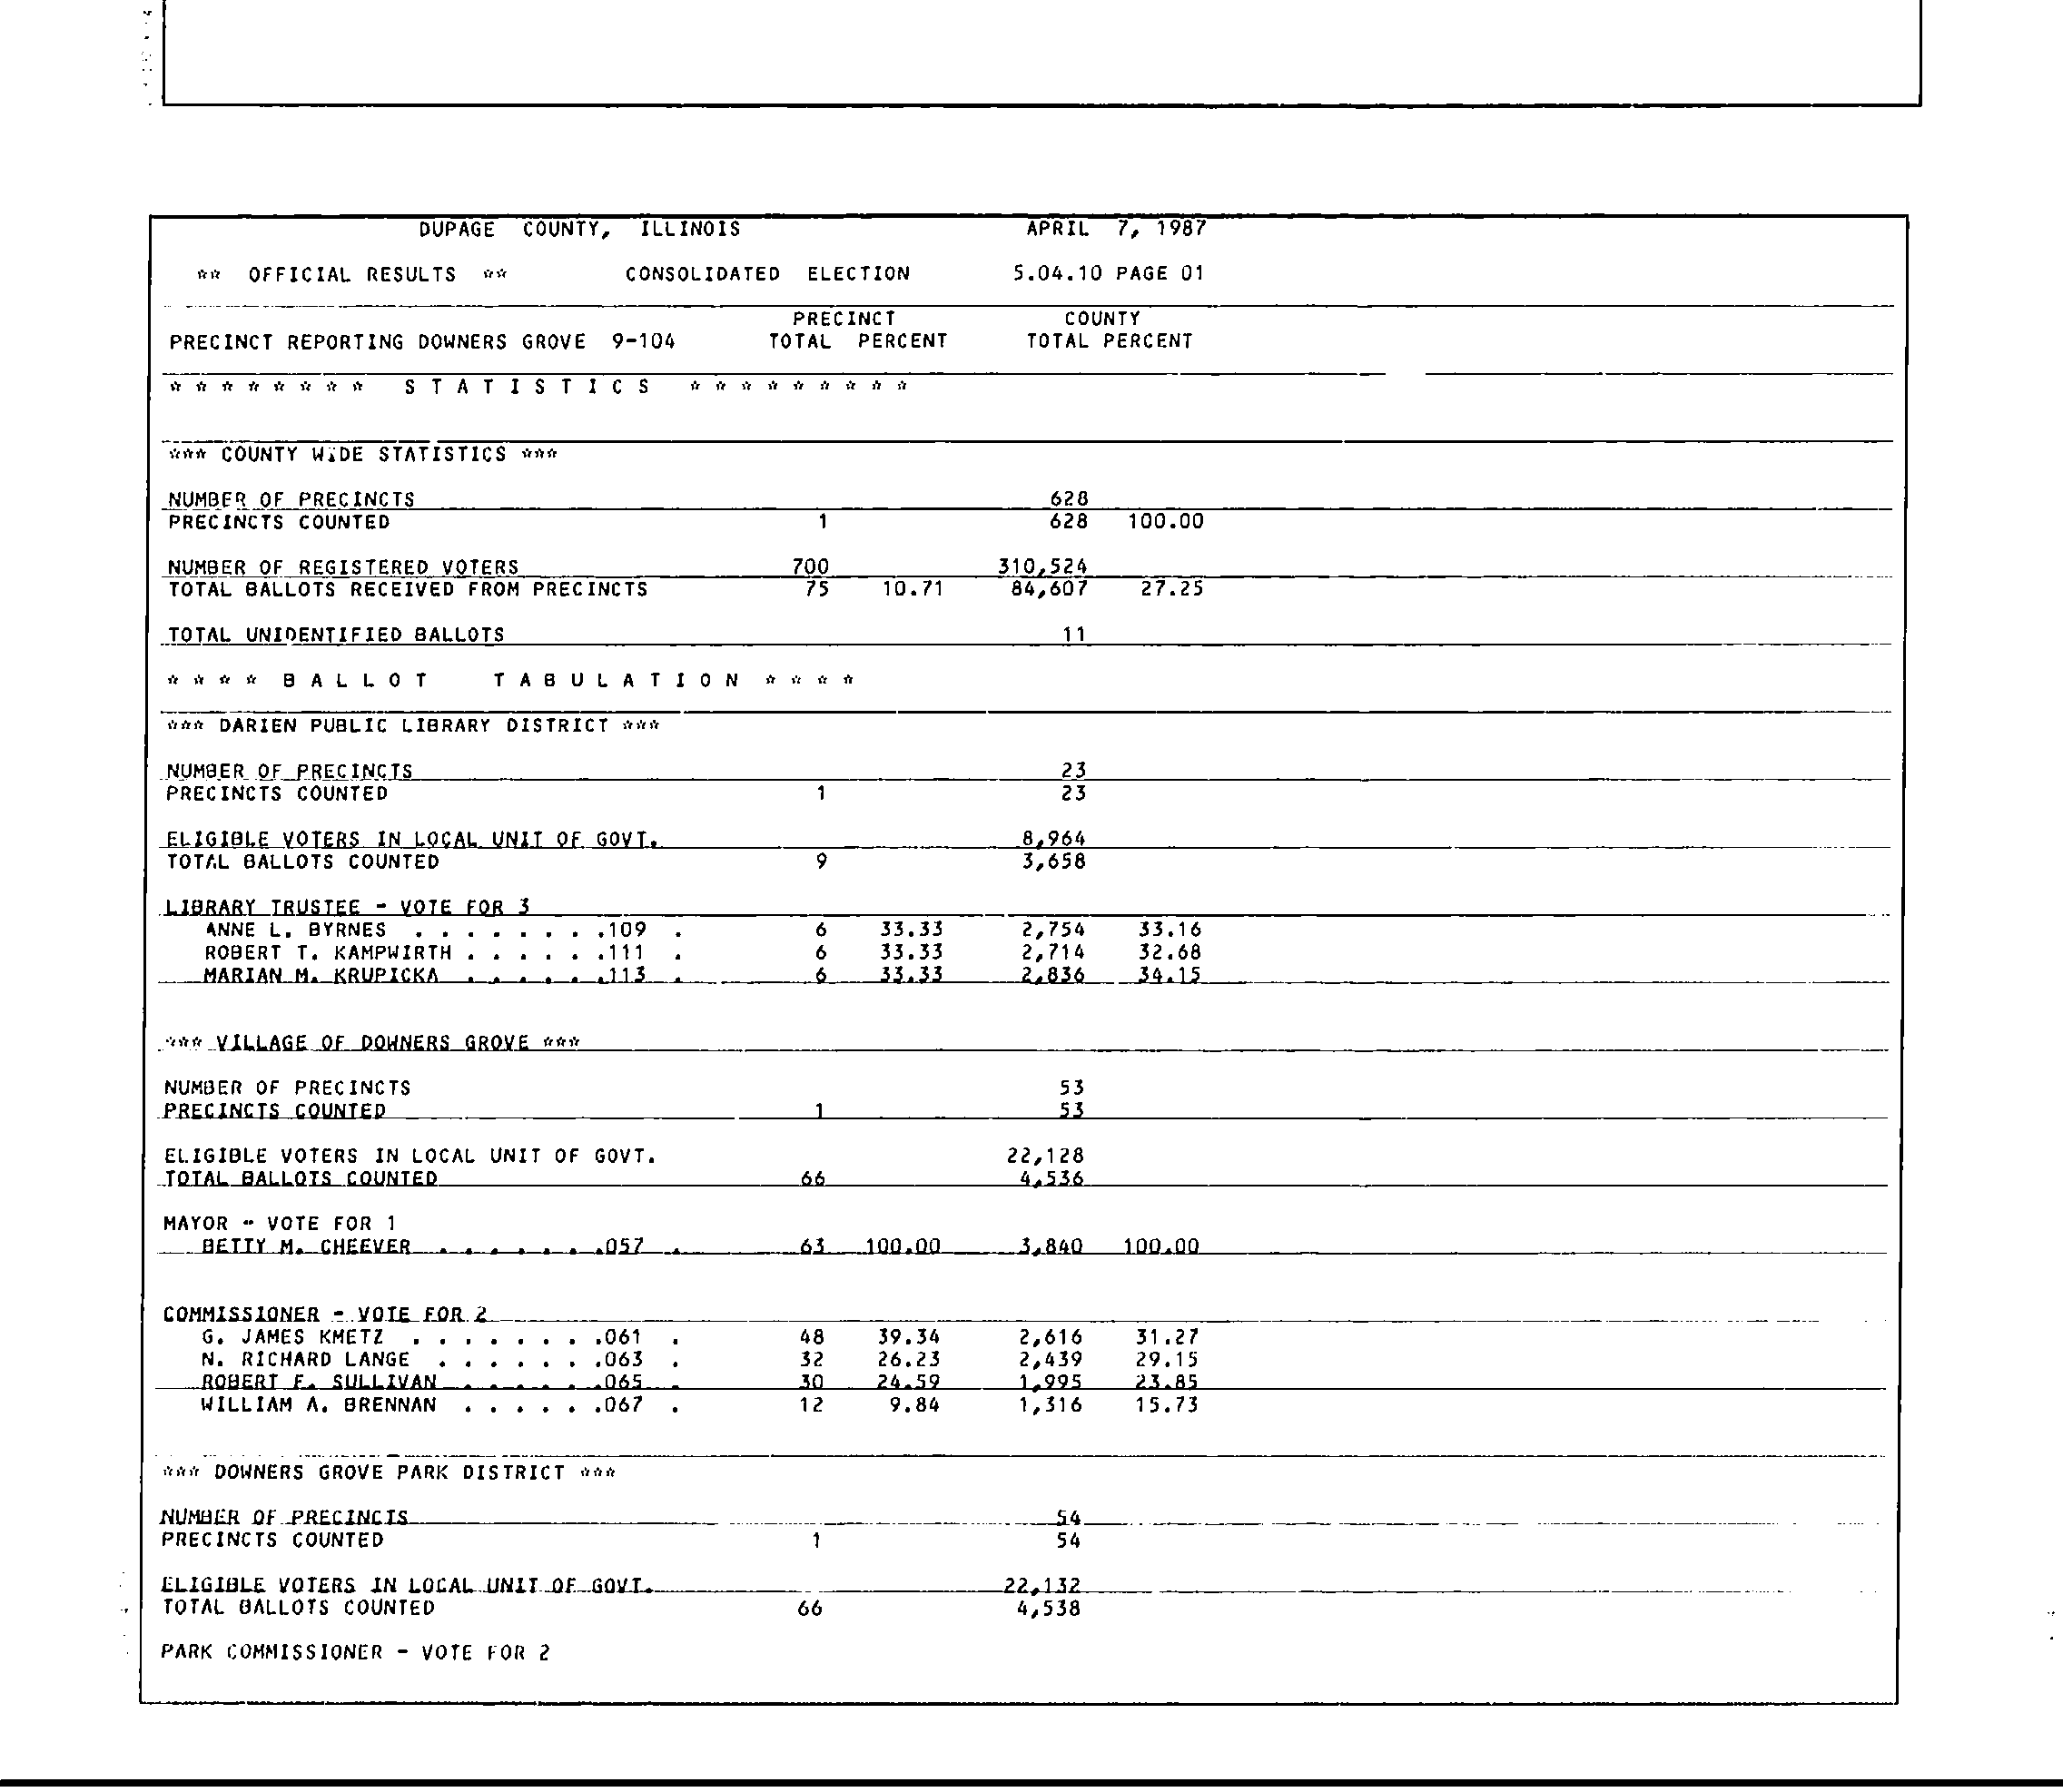 DUPAGE COUNTY, ILLINOIS APRIL 7, 1987
** OFFICIAL RESULTS ** CONSOLIDATED ELECTION 5.04.10 PAGE 01
PRECINCT COUNTY
PRECINCT REPORTING DOWNERS GROVE 9-104 TOTAL PERCENT TOTAL PERCENT
* * * * * * * * S T A T I S T I C S * * * * * * * * *
*** COUNTY WIDE STATISTICS ***
NUMBER OF PRECINCTS 628
PRECINCTS COUNTED 1 628 100.00
NUMBER OF REGISTERED VOTERS 700 310,524
TOTAL BALLOTS RECEIVED FROM PRECINCTS 75 10.71 84,607 27.25
TOTAL UNIDENTIFIED BALLOTS 11
* * * * B A L L O T T A B U L A T I O N * * * *
*** DARIEN PUBLIC LIBRARY DISTRICT ***
NUMBER OF PRECINCTS 23
PRECINCTS COUNTED 1 23
ELIGIBLE VOTERS IN LOCAL UNIT OF GOVT. 8,964
TOTAL BALLOTS COUNTED 9 3,658
LIBRARY TRUSTEE - VOTE FOR 3
ANNE L. BYRNES . . . . . . . .109 . 6 33.33 2,754 33.16
ROBERT T. KAMPWIRTH . . . . . .111 . 6 33.33 2,714 32.68
MARIAN M. KRUPICKA . . . . . .113 . 6 33.33 2,836 34.15
*** VILLAGE OF DOWNERS GROVE ***
NUMBER OF PRECINCTS 53
PRECINCTS COUNTED 1 53
ELIGIBLE VOTERS IN LOCAL UNIT OF GOVT. 22,128
TOTAL BALLOTS COUNTED 66 4,536
MAYOR - VOTE FOR 1
BETTY M. CHEEVER . . . . . . .057 . 63 100.00 3,840 100.00
COMMISSIONER - VOTE FOR 2
G. JAMES KMETZ . . . . . . . .061 . 48 39.34 2,616 31.27
N. RICHARD LANGE . . . . . . .063 . 32 26.23 2,439 29.15
ROBERT F. SULLIVAN . . . . . .065 . 30 24.59 1,995 23.85
WILLIAM A. BRENNAN . . . . . .067 . 12 9.84 1,316 15.73
*** DOWNERS GROVE PARK DISTRICT ***
NUMBER OF PRECINCTS 54
PRECINCTS COUNTED 1 54
ELIGIBLE VOTERS IN LOCAL UNIT OF GOVT. 22,132
TOTAL BALLOTS COUNTED 66 4,538
PARK COMMISSIONER - VOTE FOR 2